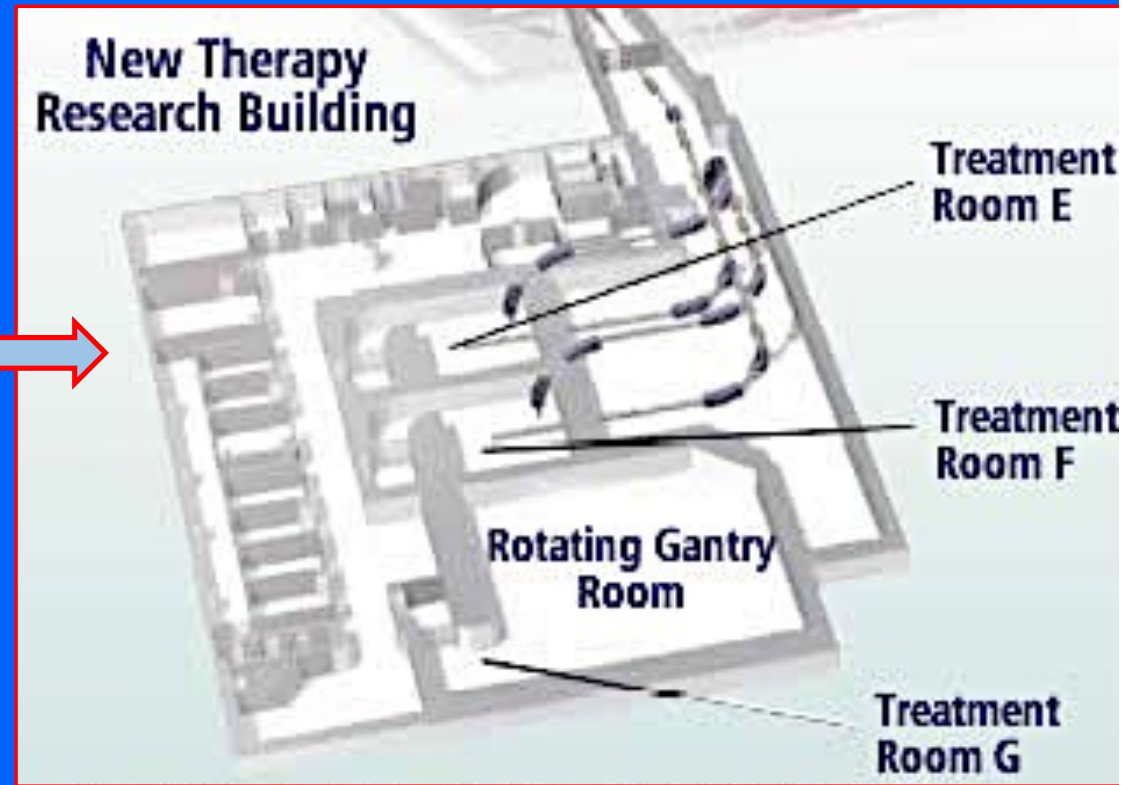 New Therapy
Research Building
Treatment
Room E
Treatment
Room F
Rotating Gantry
Room
Treatment
Room G